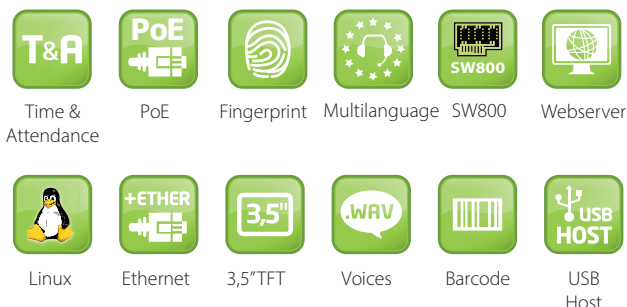 T&A
PoE
SW800
Time &
Attendance
PoE
Fingerprint
Multilanguage
SW800
Webserver
+ETHER
3,5"
.WAV
USB
HOST
Linux
Ethernet
3,5”TFT
Voices
Barcode
USB
Host